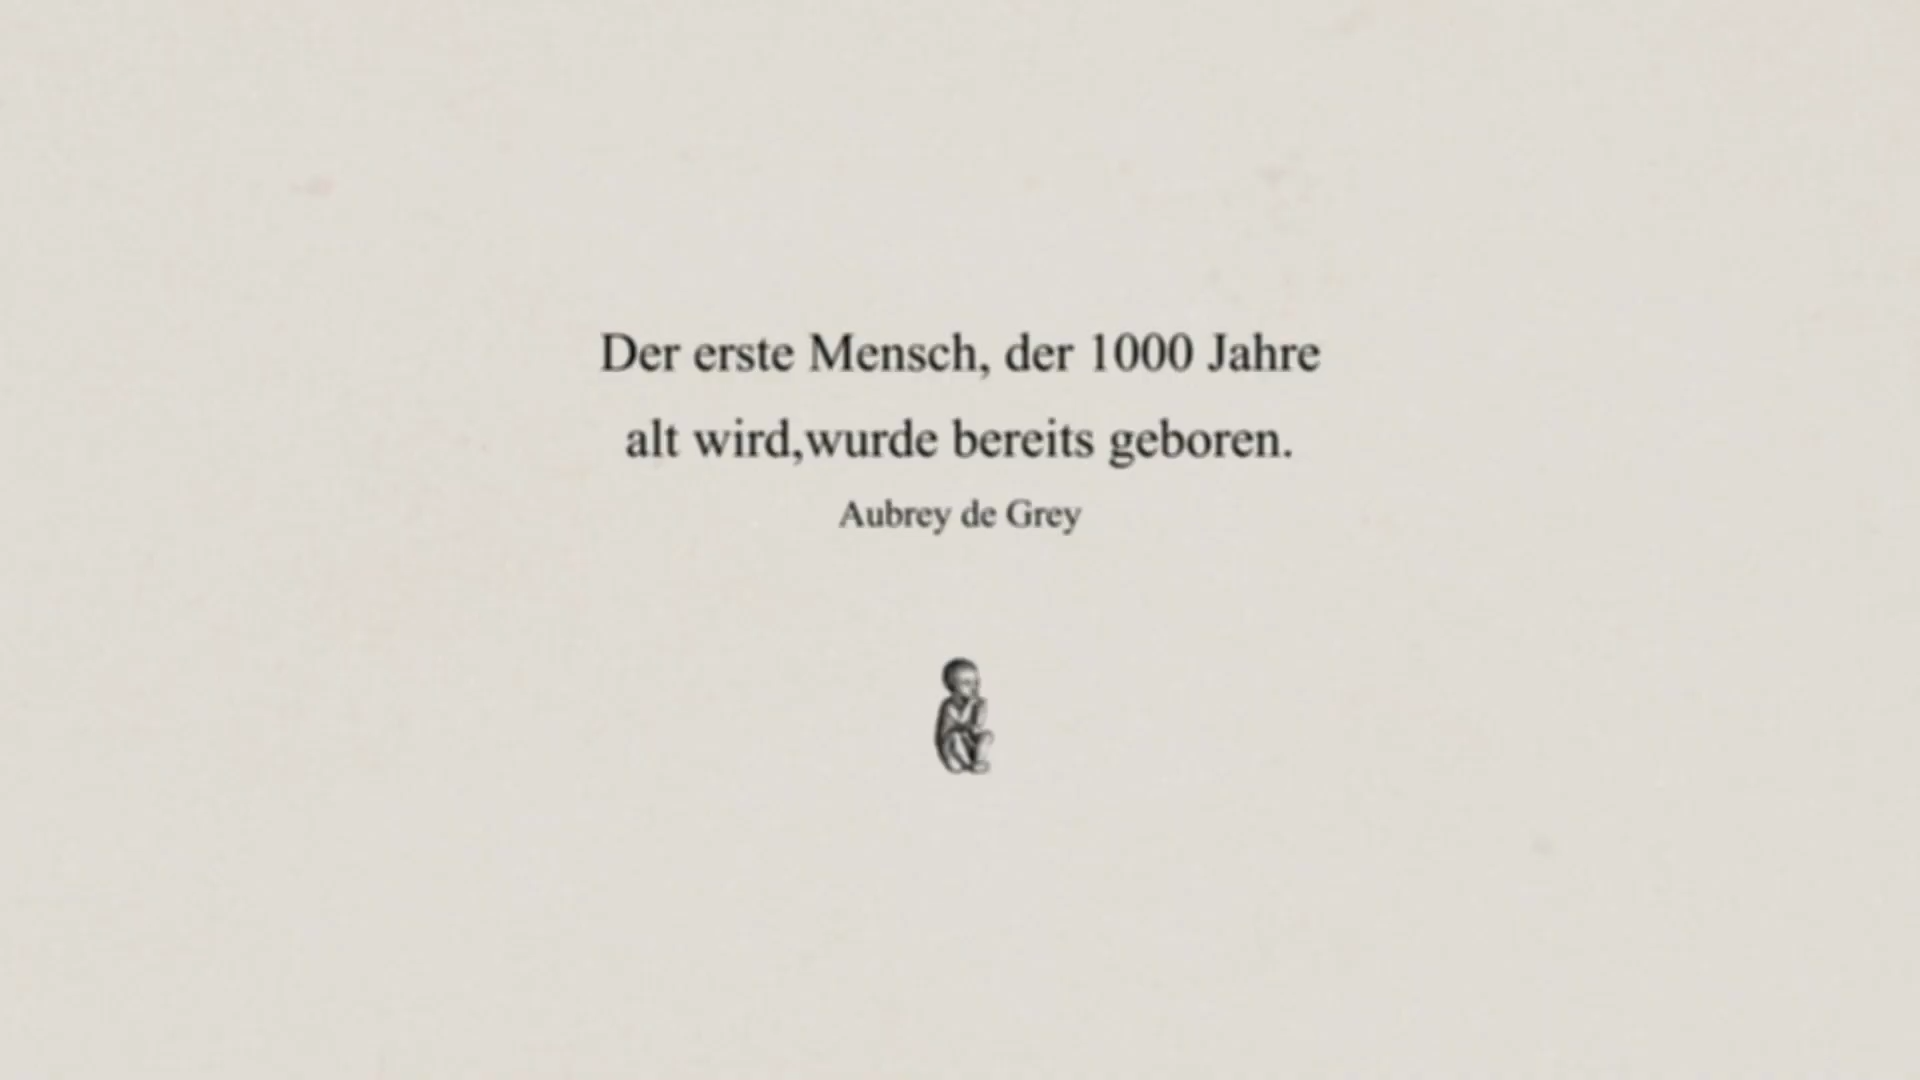 Der erste Mensch, der 1000 Jahre
alt wird,wurde bereits geboren.
Aubrey de Grey